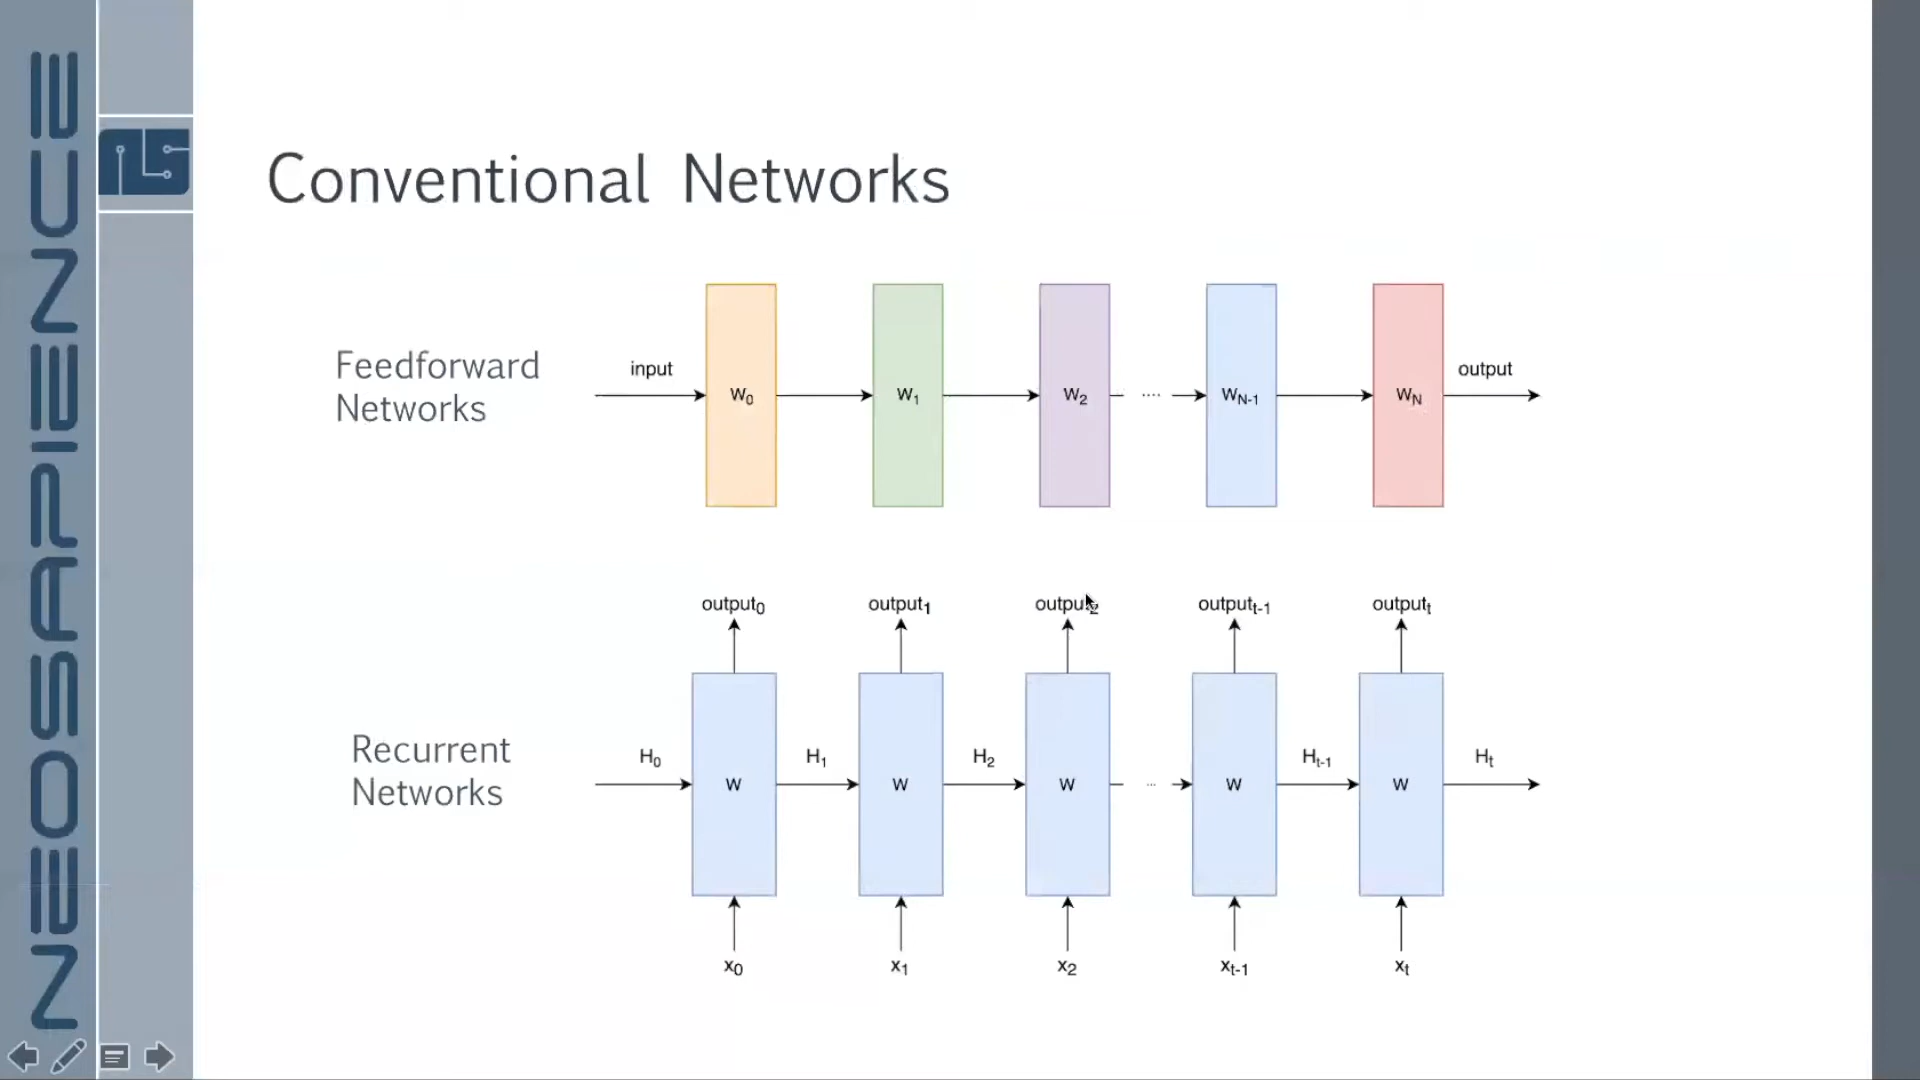 NEOSAPIENCE
Conventional Networks
Feedforward
Networks
input
W0
W1
W2
....
WN-1
WN
output
output0
output1
output2
outputt-1
outputt
Recurrent
Networks
H0
W
H1
W
H2
W
...
W
Ht-1
W
Ht
x0
x1
x2
xt-1
xt